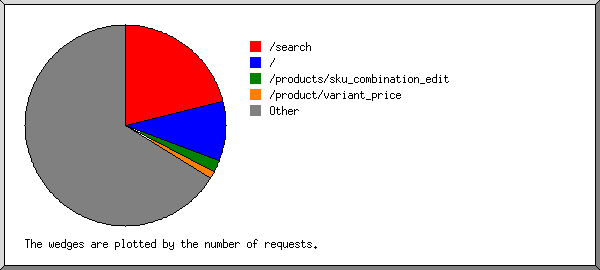 /search
/
/products/sku_combination_edit
/product/variant_price
Other
The wedges are plotted by the number of requests.